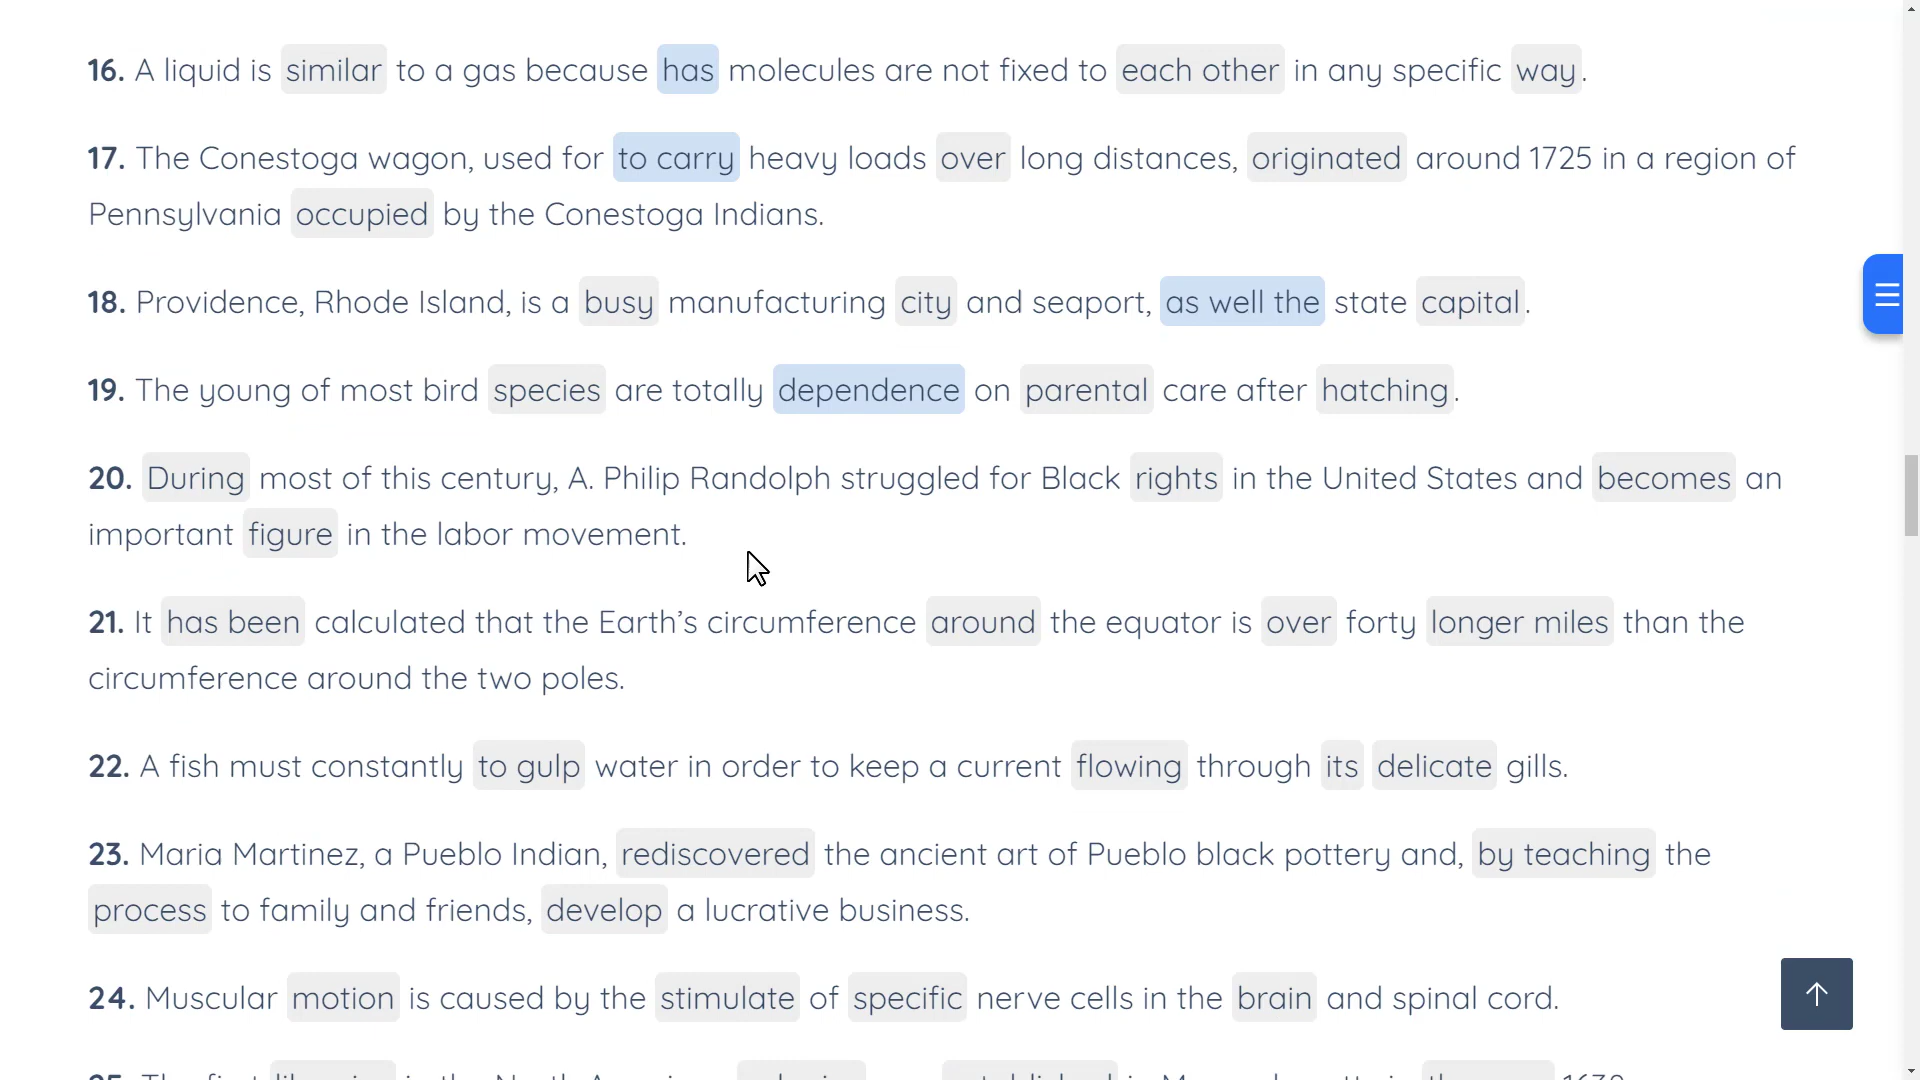 16. A liquid is similar to a gas because has molecules are not fixed to each other in any specific way.
17. The Conestoga wagon, used for to carry heavy loads over long distances, originated around 1725 in a region of
Pennsylvania occupied by the Conestoga Indians.
18. Providence, Rhode Island, is a busy manufacturing city and seaport, as well the state capital.
19. The young of most bird species are totally dependence on parental care after hatching.
20. During most of this century, A. Philip Randolph struggled for Black rights in the United States and becomes an
important figure in the labor movement.
21. It has been calculated that the Earth’s circumference around the equator is over forty longer miles than the
circumference around the two poles.
22. A fish must constantly to gulp water in order to keep a current flowing through its delicate gills.
23. Maria Martinez, a Pueblo Indian, rediscovered the ancient art of Pueblo black pottery and, by teaching the
process to family and friends, develop a lucrative business.
24. Muscular motion is caused by the stimulate of specific nerve cells in the brain and spinal cord.